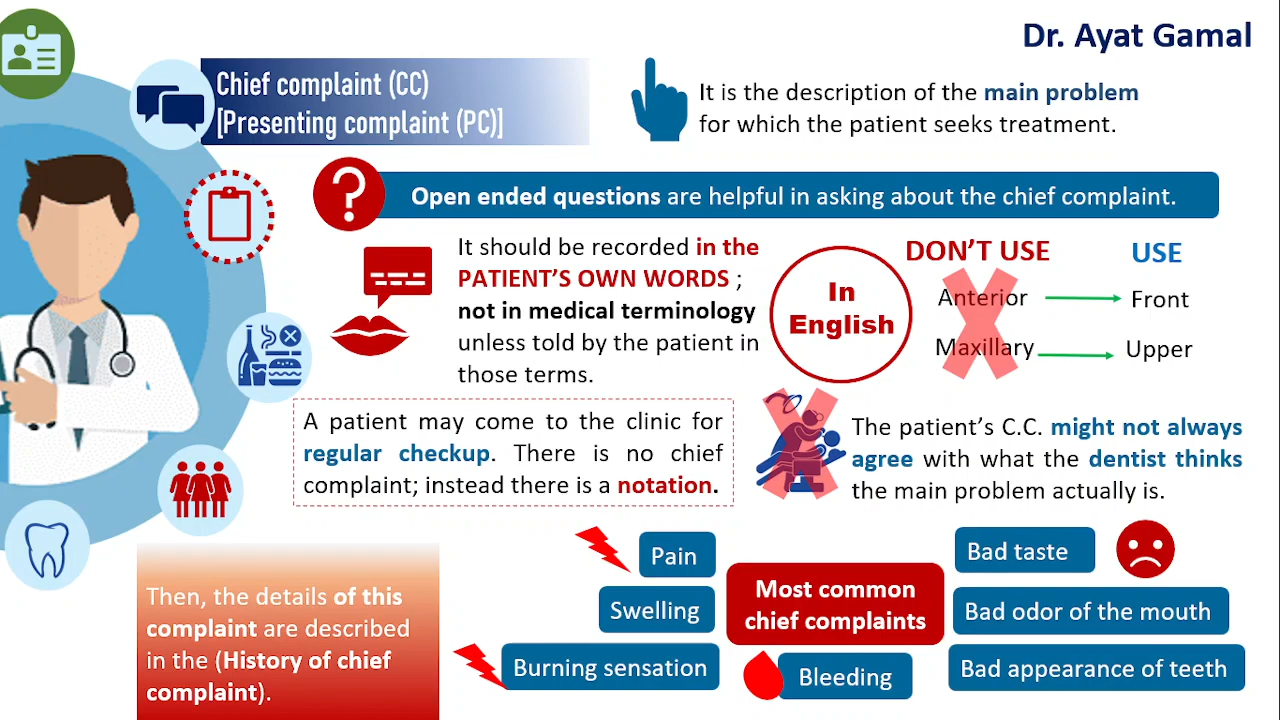 Dr. Ayat Gamal
Chief complaint (CC)
[Presenting complaint (PC)]
It is the description of the main problem
for which the patient seeks treatment.
?
Open ended questions are helpful in asking about the chief complaint.
It should be recorded in the
PATIENT'S OWN WORDS ;
not in medical terminology
unless told by the patient in
those terms.
In
English
DON'T USE
USE
Anterior
Front
Maxillary
Upper
A patient may come to the clinic for
regular checkup. There is no chief
complaint; instead there is a notation.
The patient's C.C. might not always
agree with what the dentist thinks
the main problem actually is.
Then, the details of this
complaint are described
in the (History of chief
complaint).
Pain
Swelling
Burning sensation
Most common
chief complaints
Bleeding
Bad taste
Bad odor of the mouth
Bad appearance of teeth